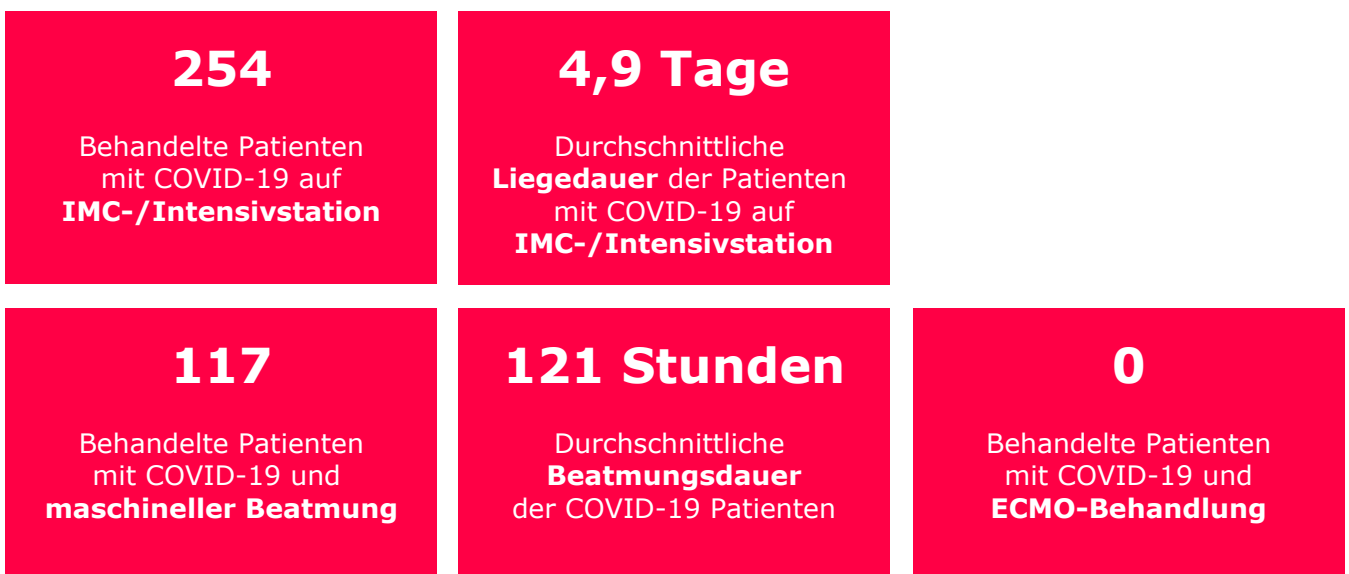 254
Behandelte Patienten
mit COVID-19 auf
IMC-/Intensivstation
4,9 Tage
Durchschnittliche
Liegedauer der Patienten
mit COVID-19 auf
IMC-/Intensivstation
117
Behandelte Patienten
mit COVID-19 und
maschineller Beatmung
121 Stunden
Durchschnittliche
Beatmungsdauer
der COVID-19 Patienten
0
Behandelte Patienten
mit COVID-19 und
ECMO-Behandlung